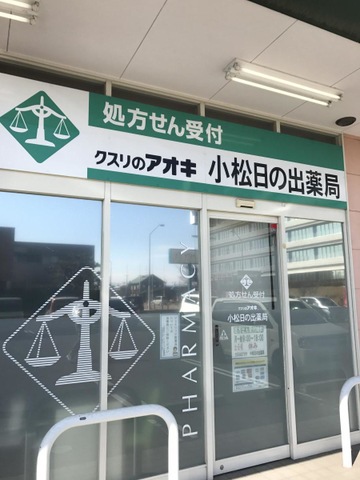 処方せん受付
クスリのアオキ 小松日の出薬局
PHARMACY
処方せん受付
クスリのアオキ
小松日の出薬局